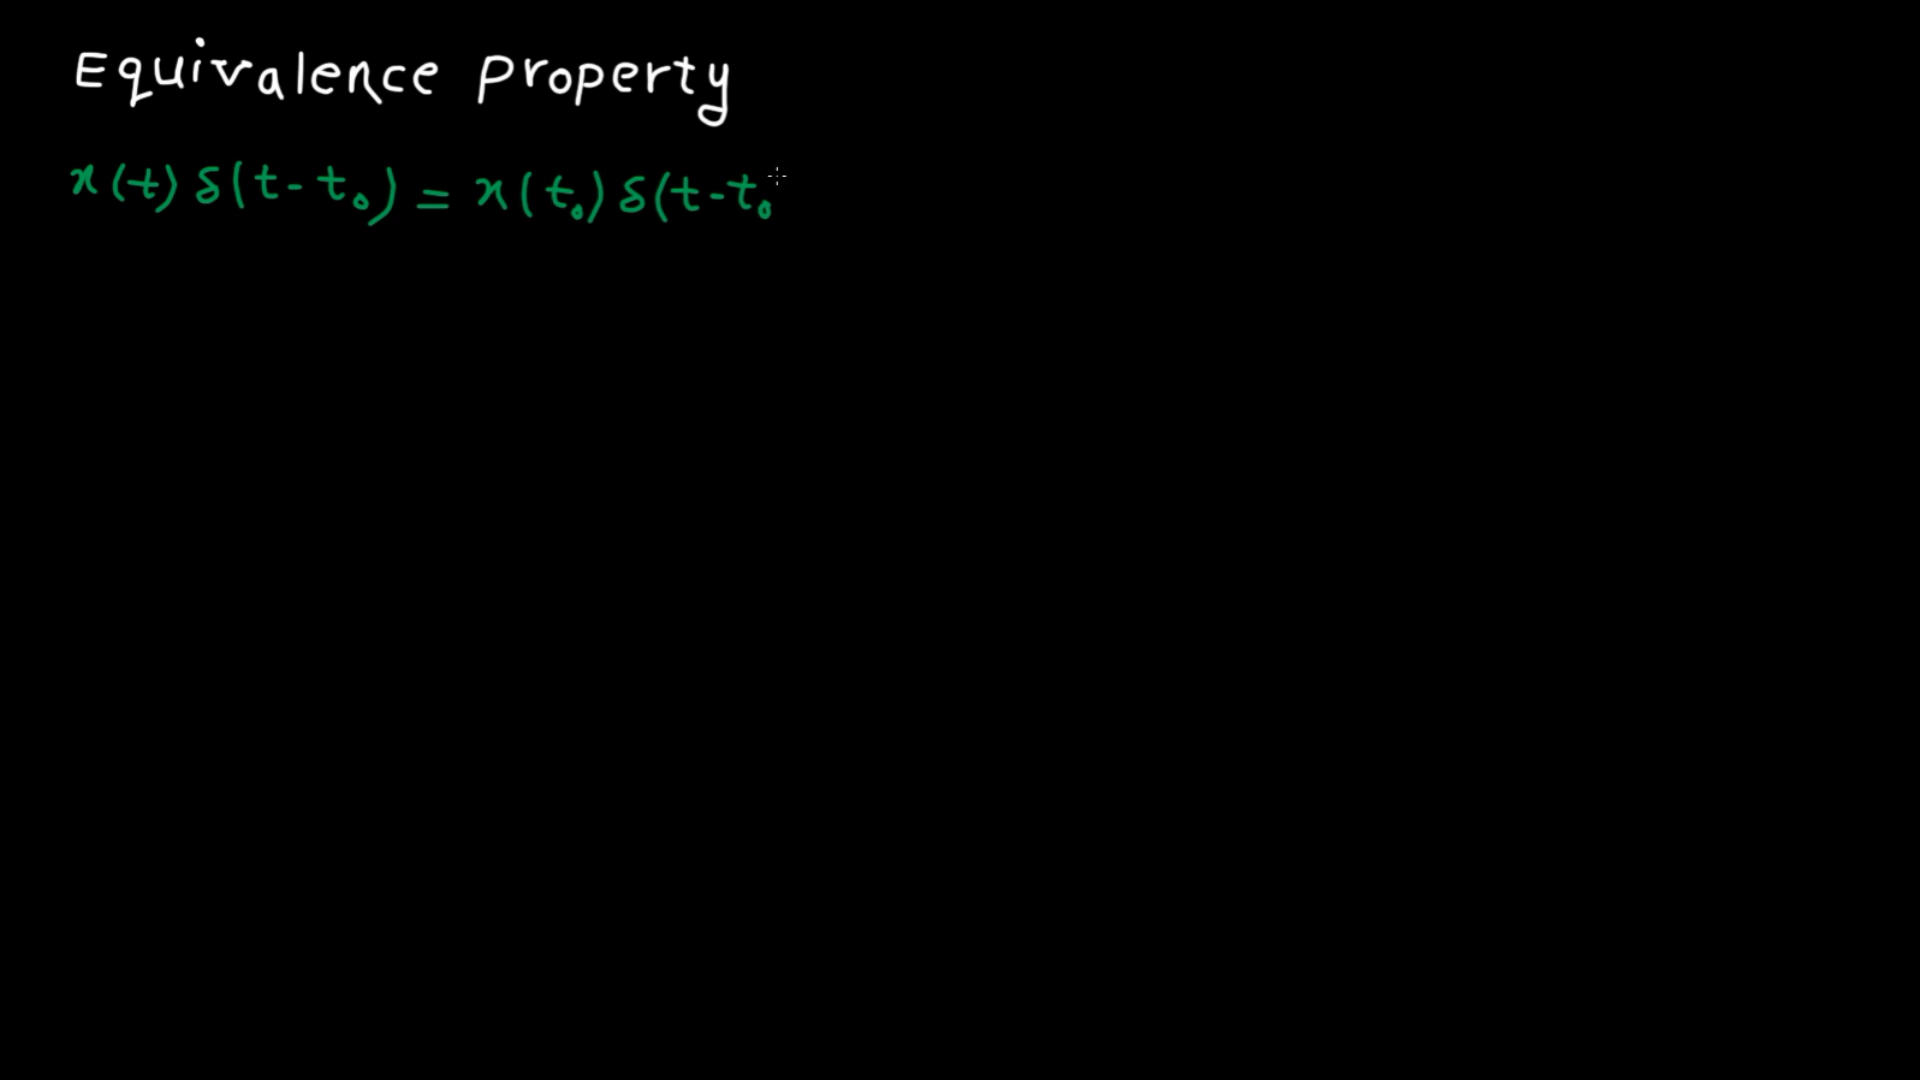 Equivalence Property
x(t) δ(t-t₀) = x(t₀) δ(t-t₀